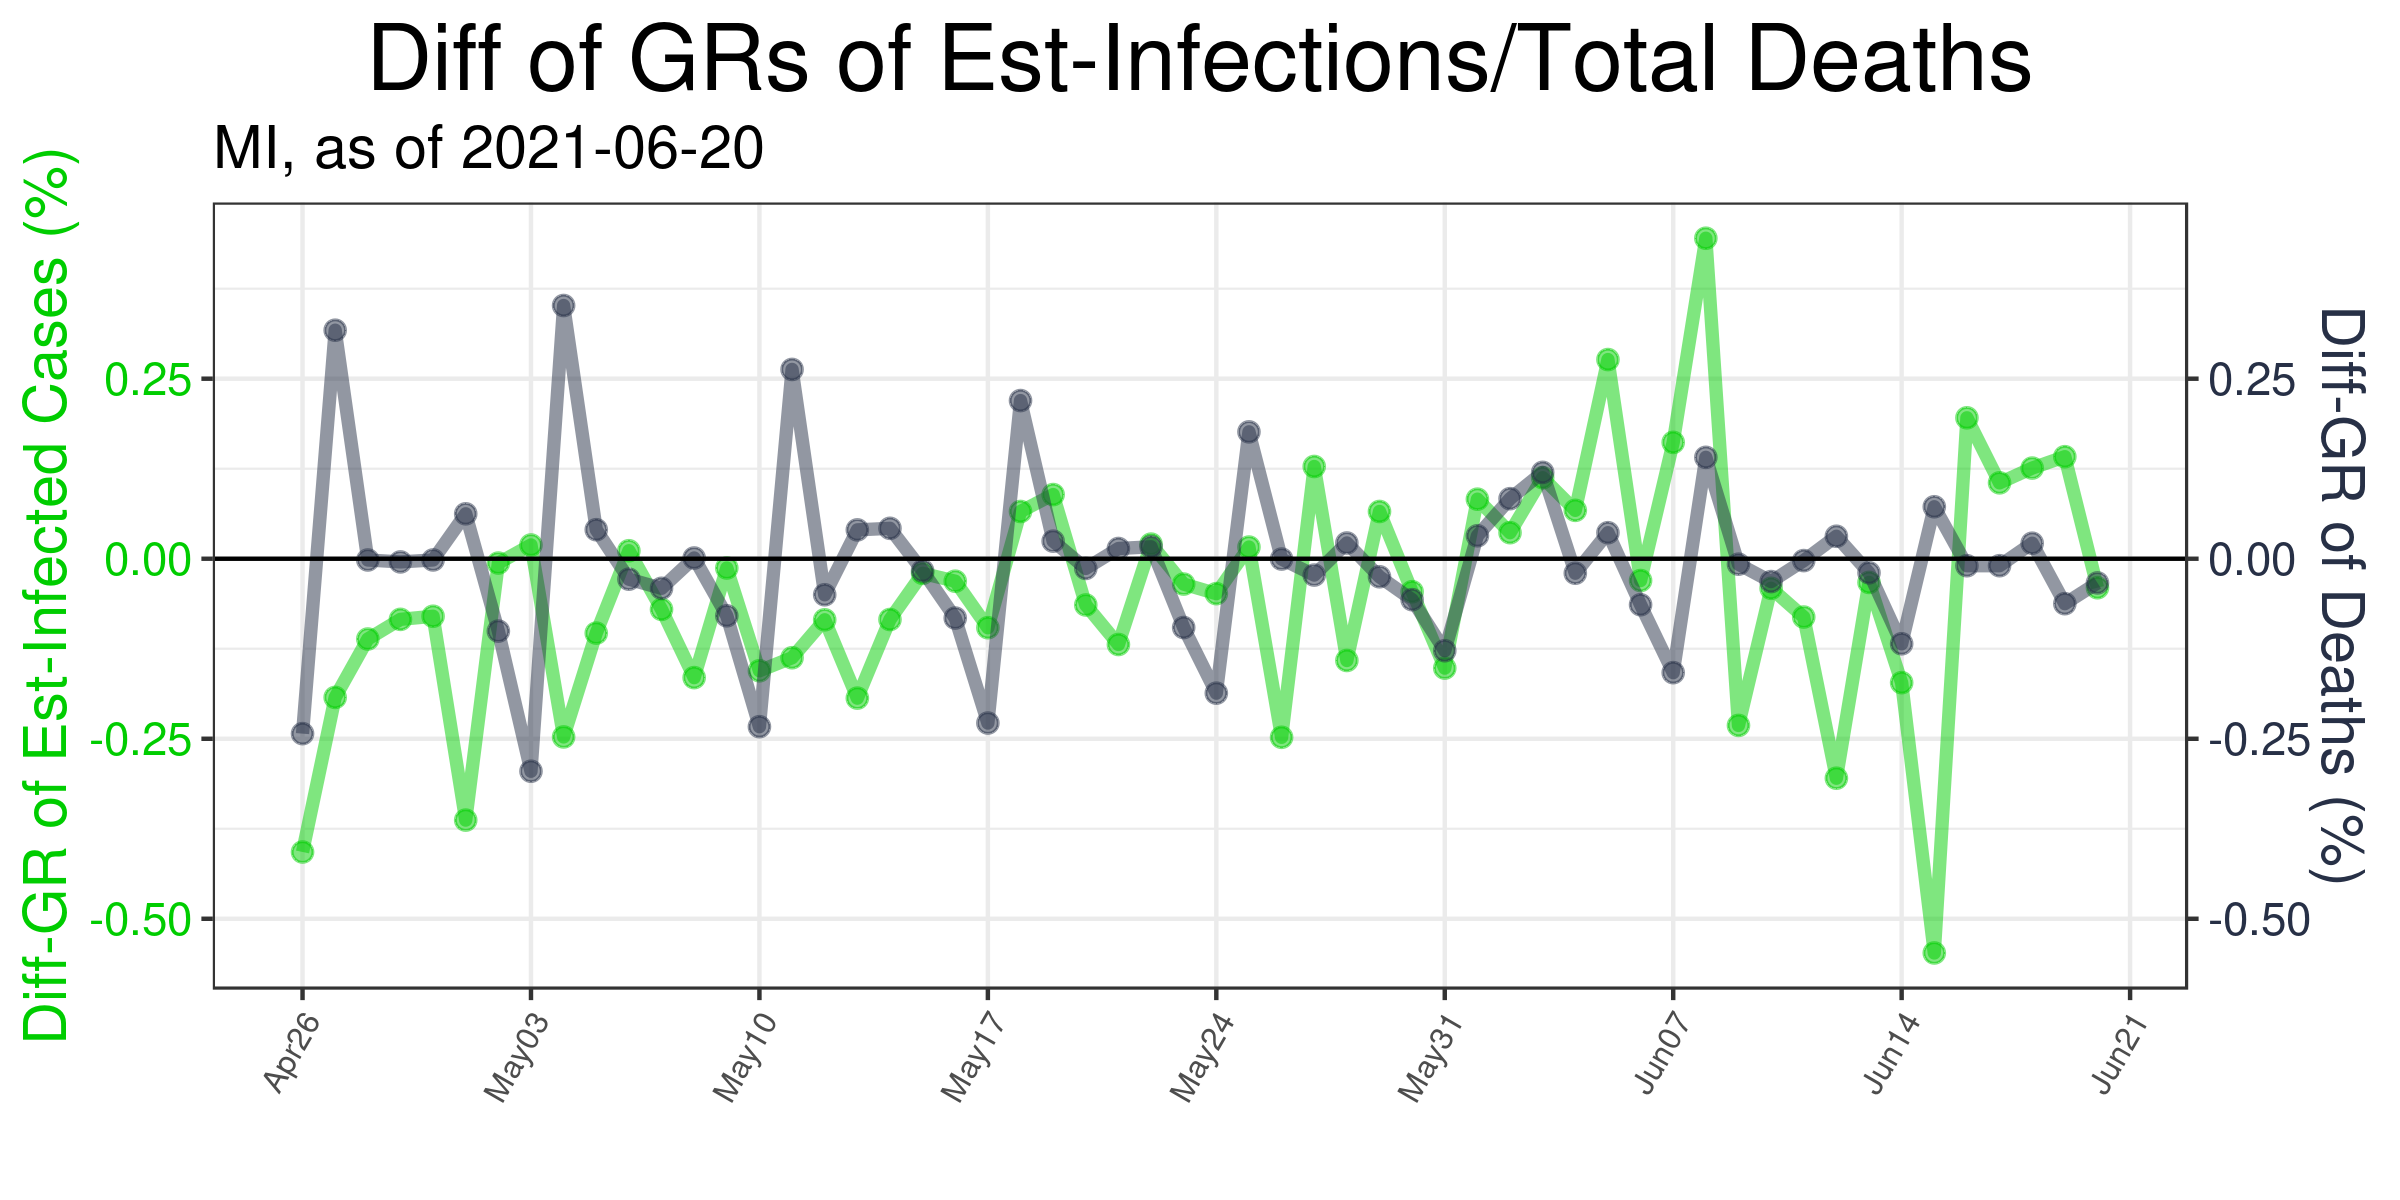 Diff of GRs of Est-Infections/Total Deaths
MI, as of 2021-06-20
Diff-GR of Est-Infected Cases (%)
0.25
0.00
-0.25
-0.50
0.25
0.00
-0.25
-0.50
Diff-GR of Deaths (%)
Apr26
May03
May10
May17
May24
May31
Jun07
Jun14
Jun21